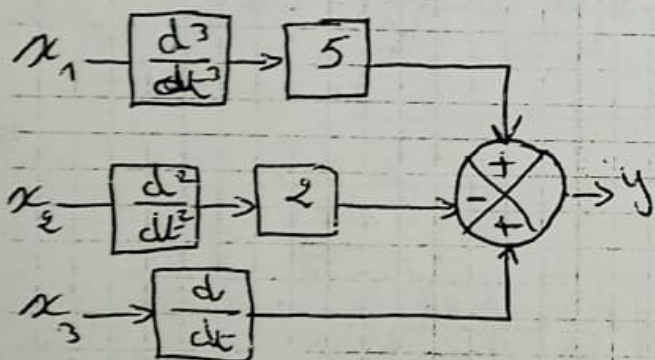 x₁ d³/dt³ 5
+
x₂ d²/dt² 2 - y
+
x₃ d/dt